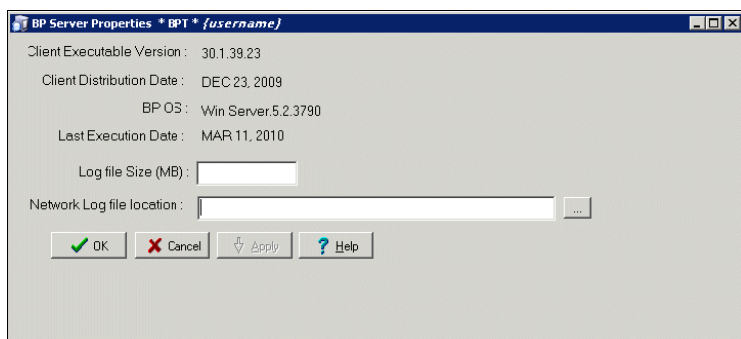 BP Server Properties * BPT * {username}
Client Executable Version : 30.1.39.23
Client Distribution Date : DEC 23, 2009
BP OS : Win Server.5.2.3790
Last Execution Date : MAR 11, 2010
Log file Size (MB) :
Network Log file location : ...
OK Cancel Apply Help